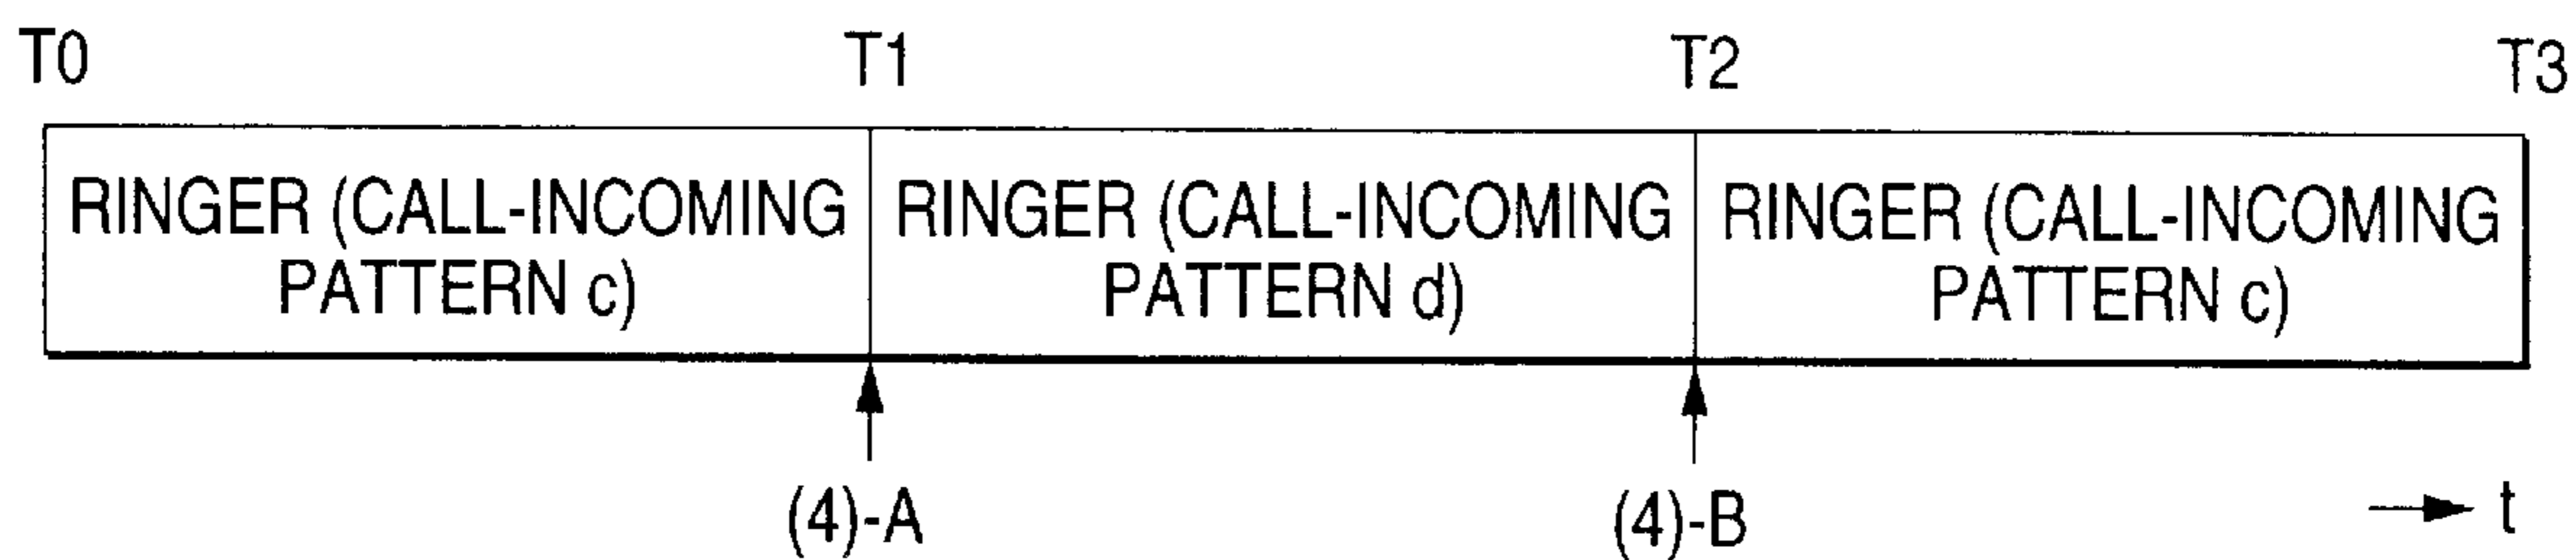 T0 T1 T2 T3
RINGER (CALL-INCOMING PATTERN c)
RINGER (CALL-INCOMING PATTERN d)
RINGER (CALL-INCOMING PATTERN c)
(4)-A (4)-B t